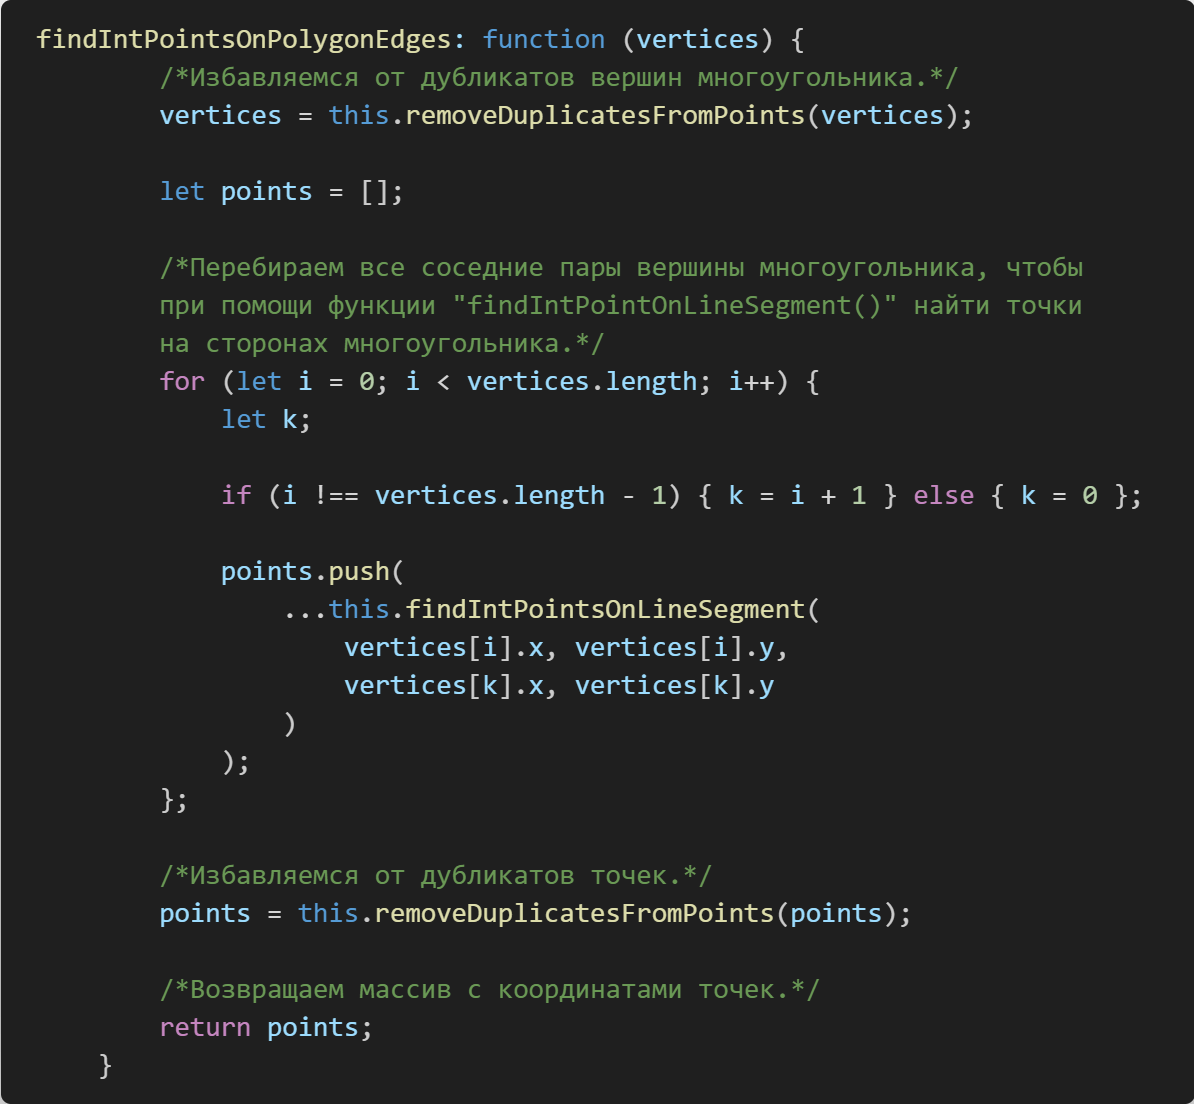 findIntPointsOnPolygonEdges: function (vertices) {
/*Избавляемся от дубликатов вершин многоугольника.*/
vertices = this.removeDuplicatesFromPoints(vertices);
let points = [];
/*Перебираем все соседние пары вершины многоугольника, чтобы
при помощи функции "findIntPointOnLineSegment()" найти точки
на сторонах многоугольника.*/
for (let i = 0; i < vertices.length; i++) {
let k;
if (i !== vertices.length - 1) { k = i + 1 } else { k = 0 };
points.push(
...this.findIntPointsOnLineSegment(
vertices[i].x, vertices[i].y,
vertices[k].x, vertices[k].y
)
);
};
/*Избавляемся от дубликатов точек.*/
points = this.removeDuplicatesFromPoints(points);
/*Возвращаем массив с координатами точек.*/
return points;
}